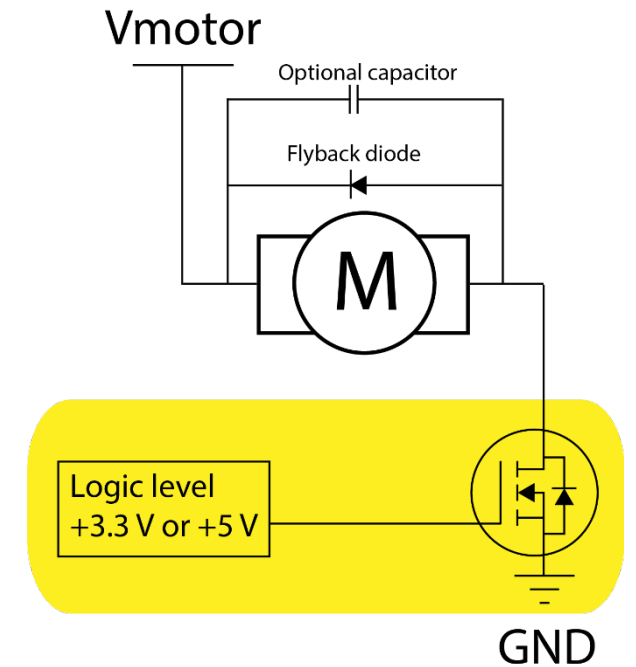 Vmotor
Optional capacitor
Flyback diode
M
Logic level
+3.3 V or +5 V
GND